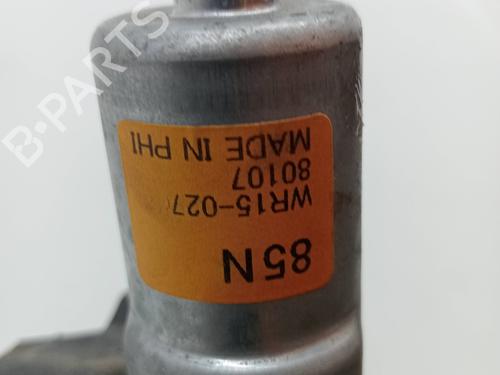 85N
WR15-027
80107
MADE IN PHI
B-PARTS